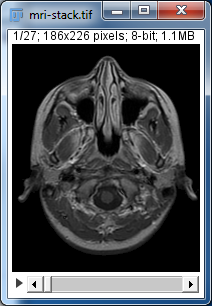 mri-stack.tif
1/27; 186x226 pixels; 8-bit; 1.1MB